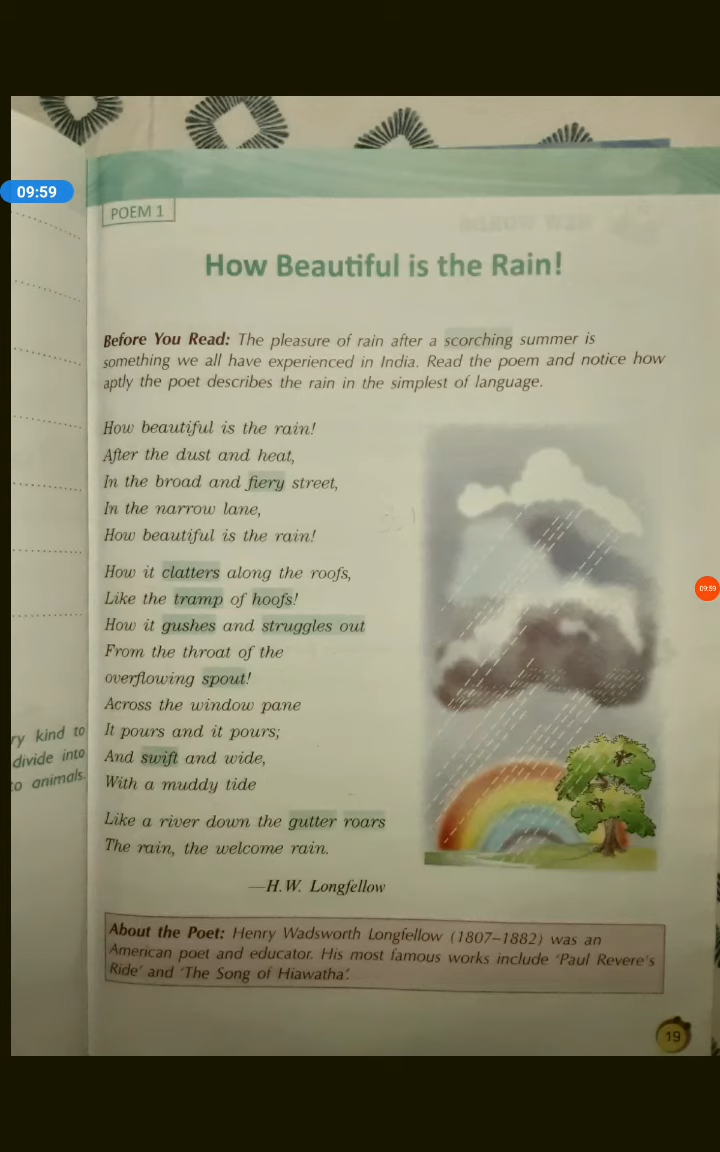 09:59
POEM 1
How Beautiful is the Rain!
Before You Read: The pleasure of rain after a scorching summer is
something we all have experienced in India. Read the poem and notice how
aptly the poet describes the rain in the simplest of language.
How beautiful is the rain!
After the dust and heat,
In the broad and fiery street,
In the narrow lane,
How beautiful is the rain!
How it clatters along the roofs,
Like the tramp of hoofs!
How it gushes and struggles out
From the throat of the
overflowing spout!
Across the window pane
It pours and it pours;
And swift and wide,
With a muddy tide
Like a river down the gutter roars
The rain, the welcome rain.
—H.W. Longfellow
About the Poet: Henry Wadsworth Longfellow (1807–1882) was an
American poet and educator. His most famous works include 'Paul Revere's
Ride' and 'The Song of Hiawatha'.
19
ry kind to
divide into
to animals.
09:59